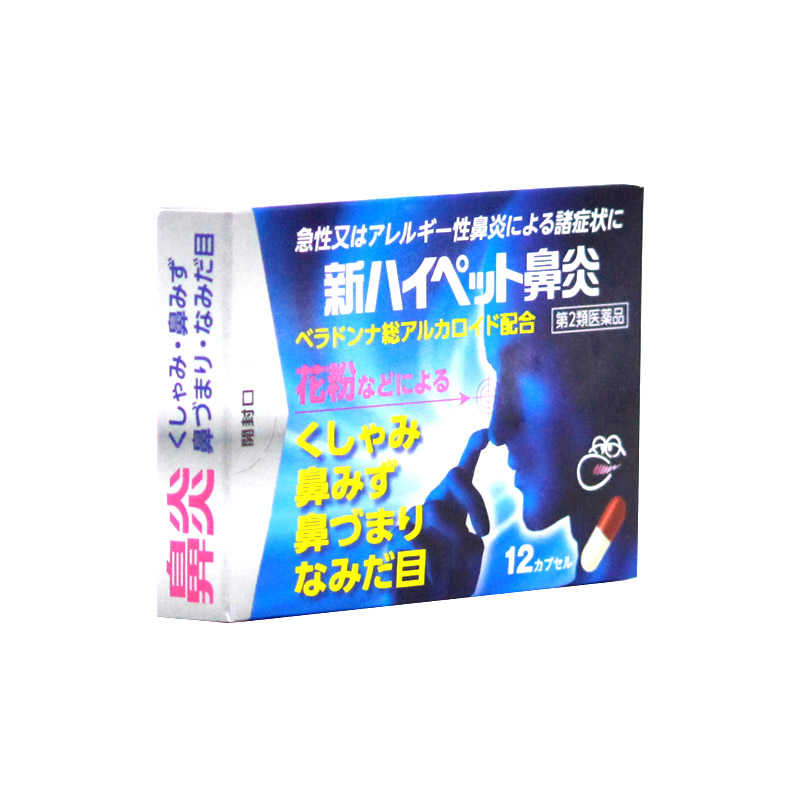 急性又はアレルギー性鼻炎による諸症状に
新ハイペット鼻炎
ベラドンナ総アルカロイド配合
第2類医薬品
花粉などによる
くしゃみ
鼻みず
鼻づまり
なみだ目
12カプセル
開封口
鼻炎
くしゃみ・鼻みず
鼻づまり・なみだ目